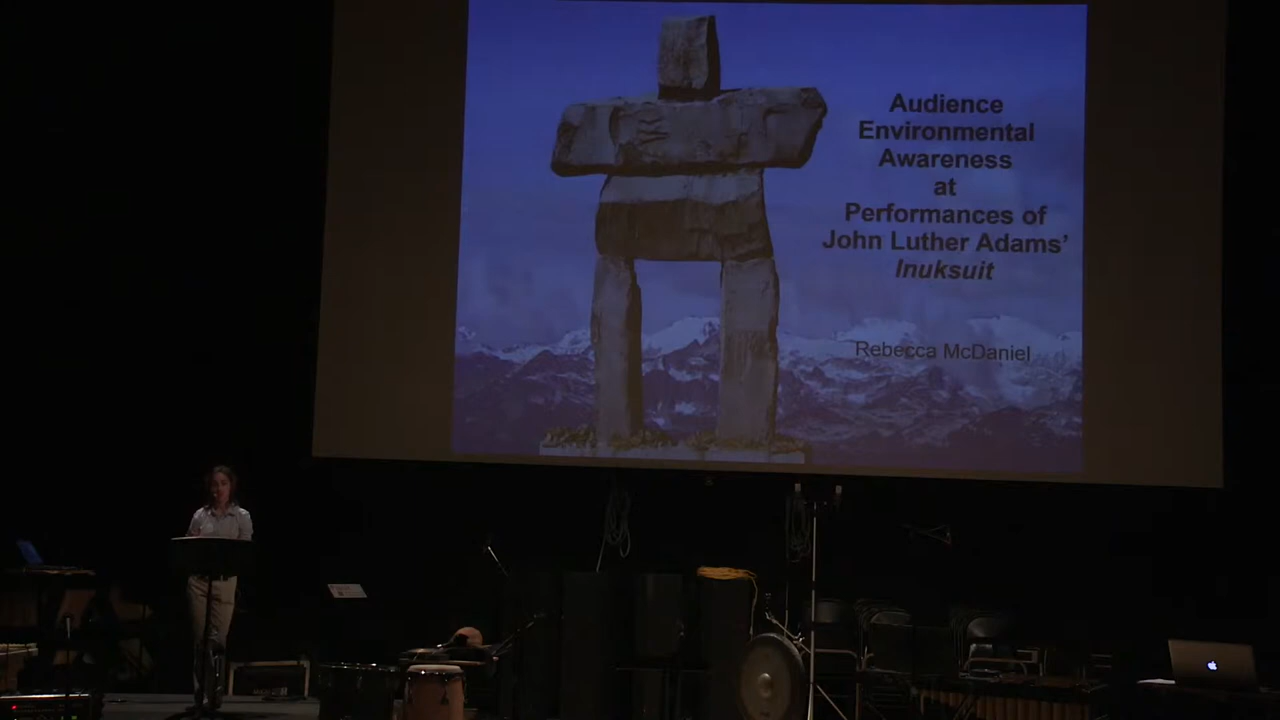 Audience
Environmental
Awareness
at
Performances of
John Luther Adams’
Inuksuit
Rebecca McDaniel